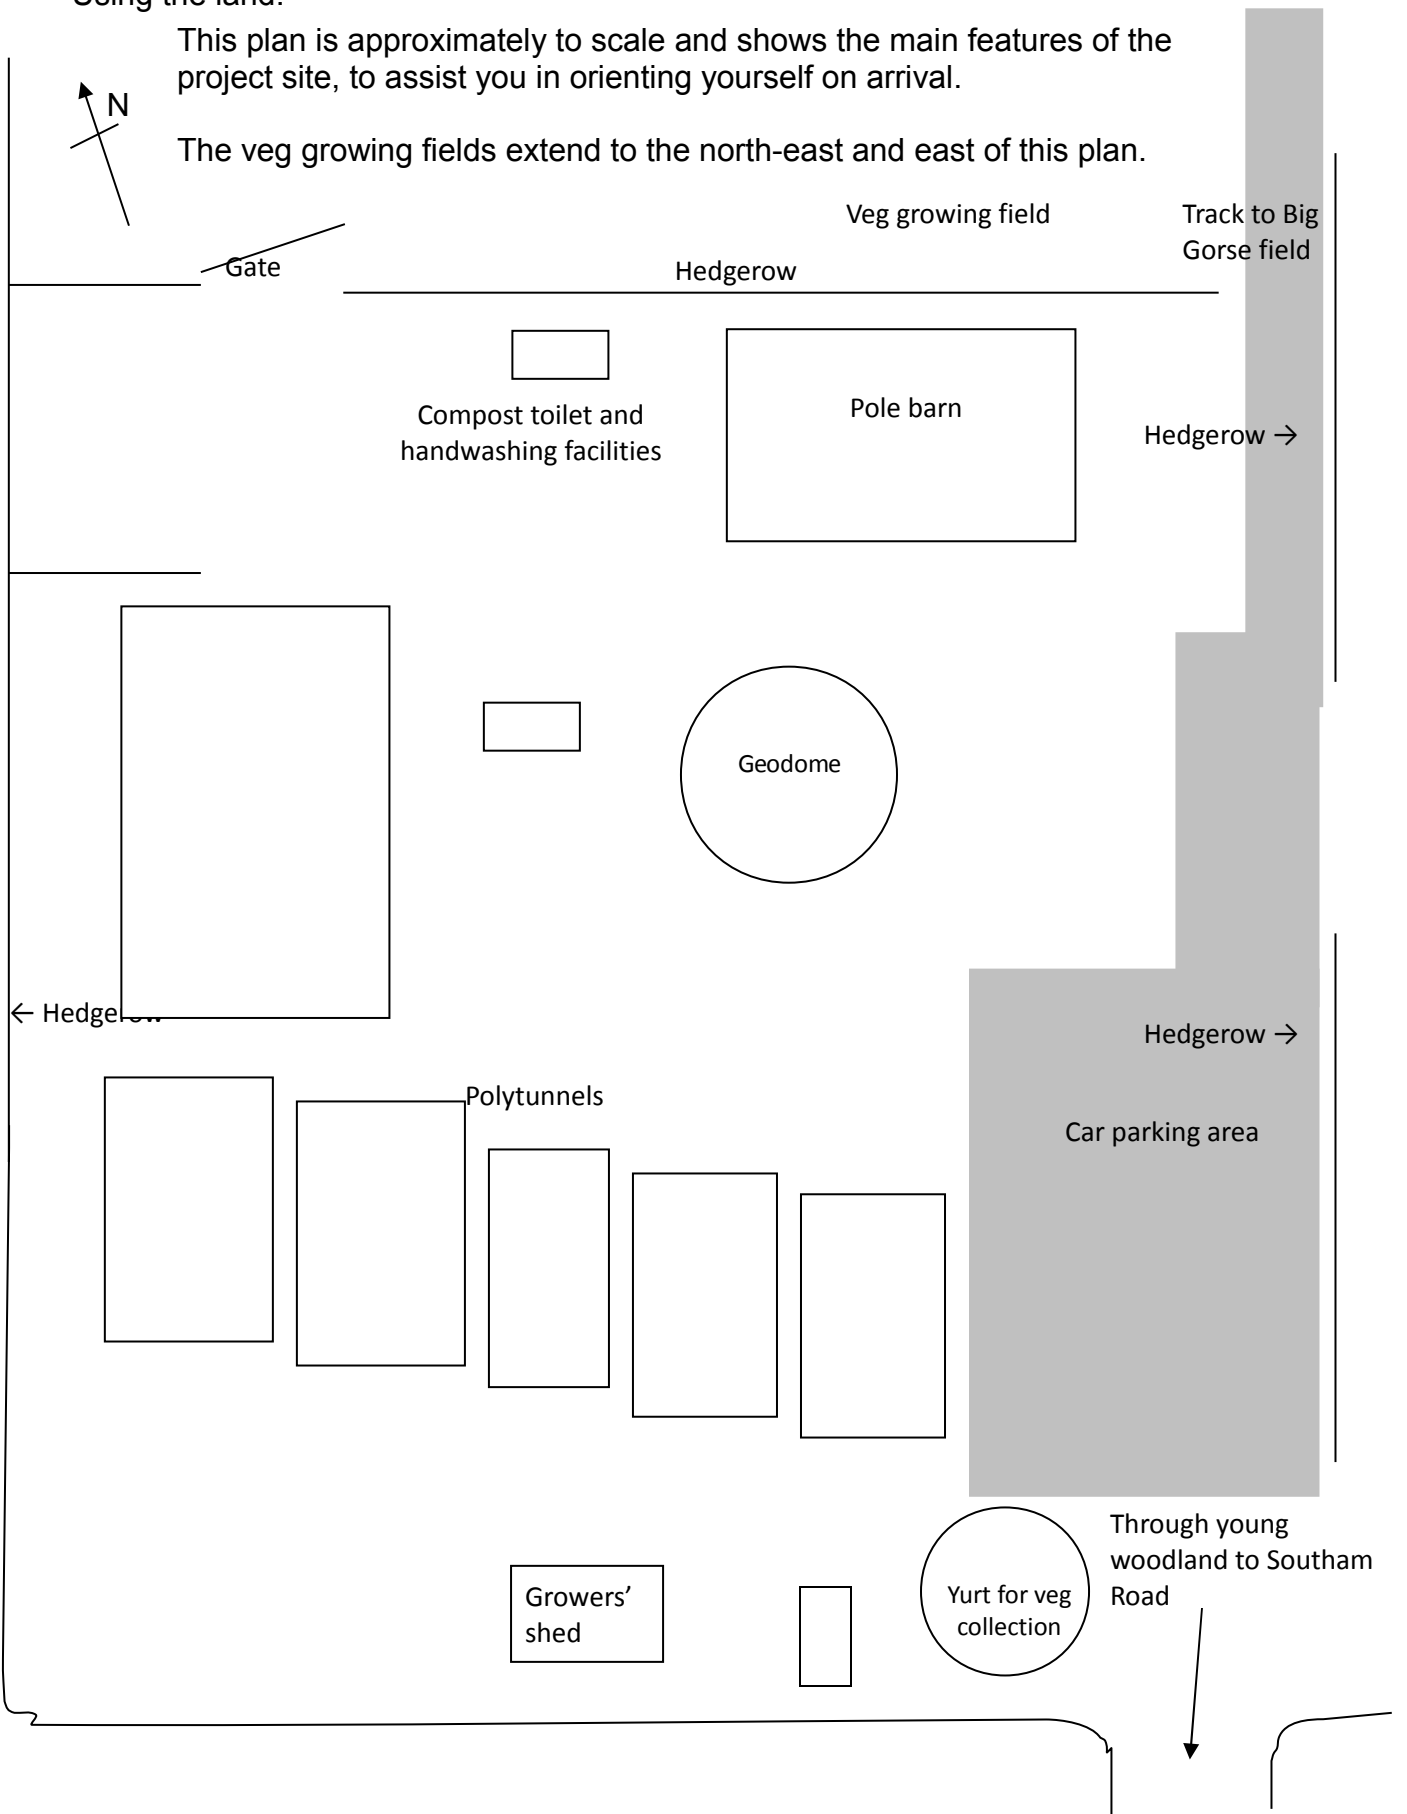 Using the land.
This plan is approximately to scale and shows the main features of the
project site, to assist you in orienting yourself on arrival.
N
The veg growing fields extend to the north-east and east of this plan.
Veg growing field
Track to Big
Gorse field
Gate
Hedgerow
Compost toilet and
handwashing facilities
Pole barn
Hedgerow →
Geodome
← Hedgerow
Hedgerow →
Polytunnels
Car parking area
Through young
woodland to Southam
Road
Growers’
shed
Yurt for veg
collection